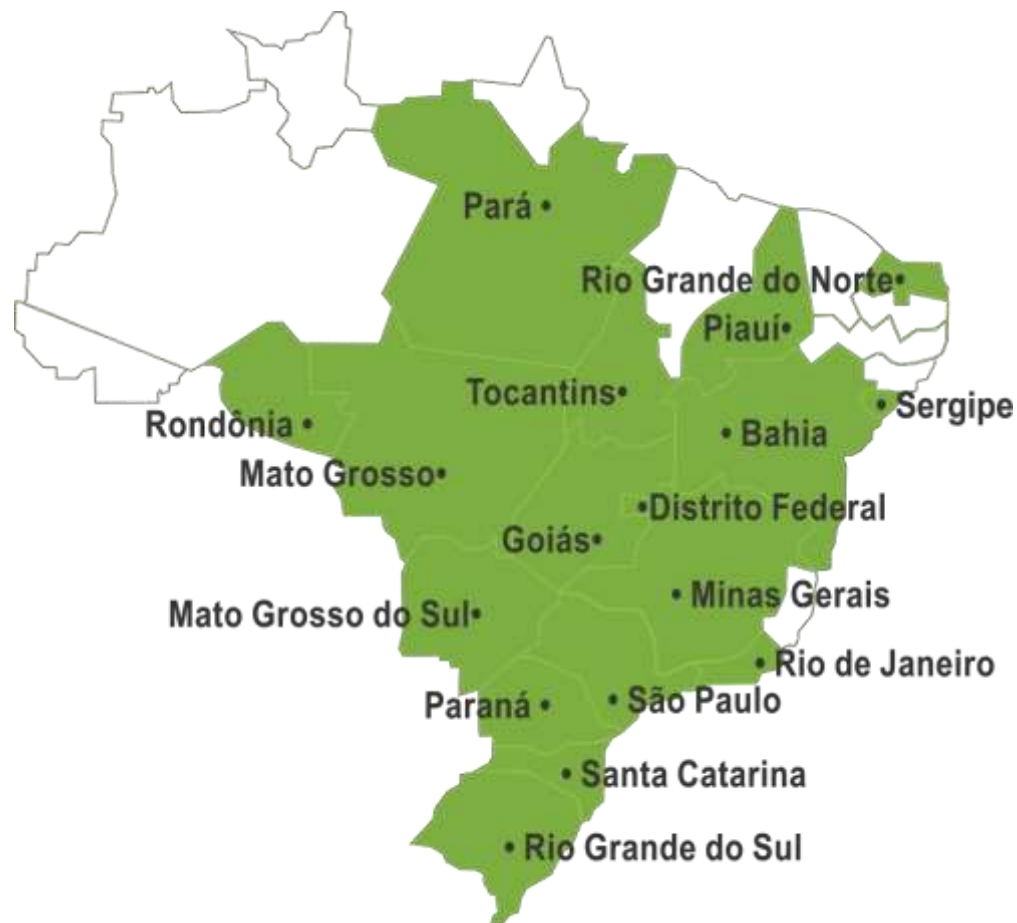 Pará
Rio Grande do Norte
Piauí
Tocantins
Sergipe
Rondônia
Bahia
Mato Grosso
Distrito Federal
Goiás
Minas Gerais
Mato Grosso do Sul
Rio de Janeiro
Paraná
São Paulo
Santa Catarina
Rio Grande do Sul